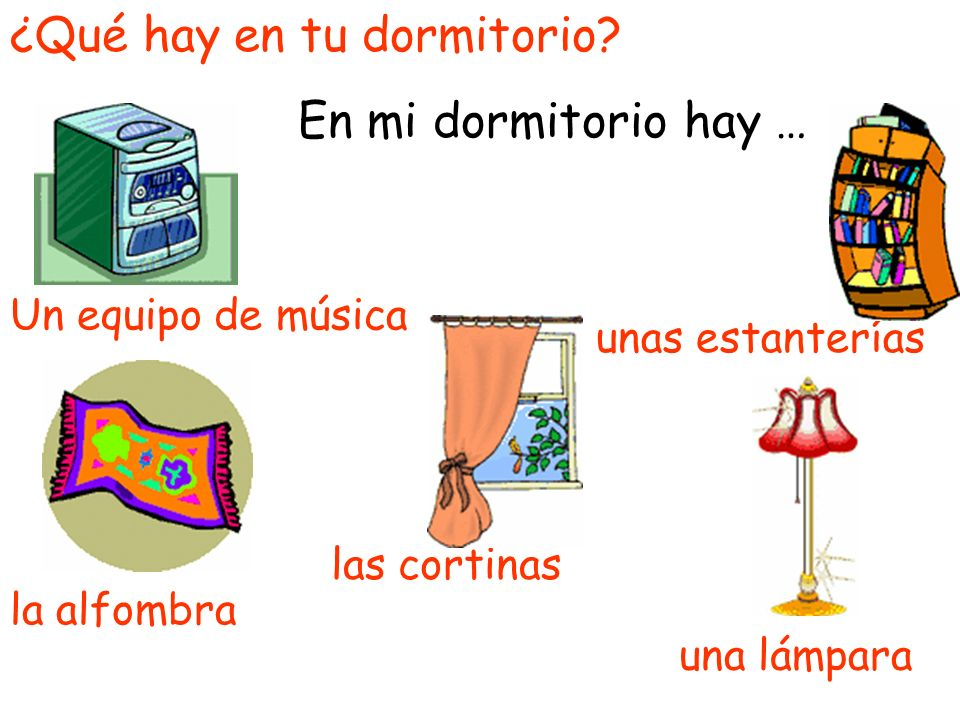 ¿Qué hay en tu dormitorio?
En mi dormitorio hay …
Un equipo de música
unas estanterías
las cortinas
la alfombra
una lámpara